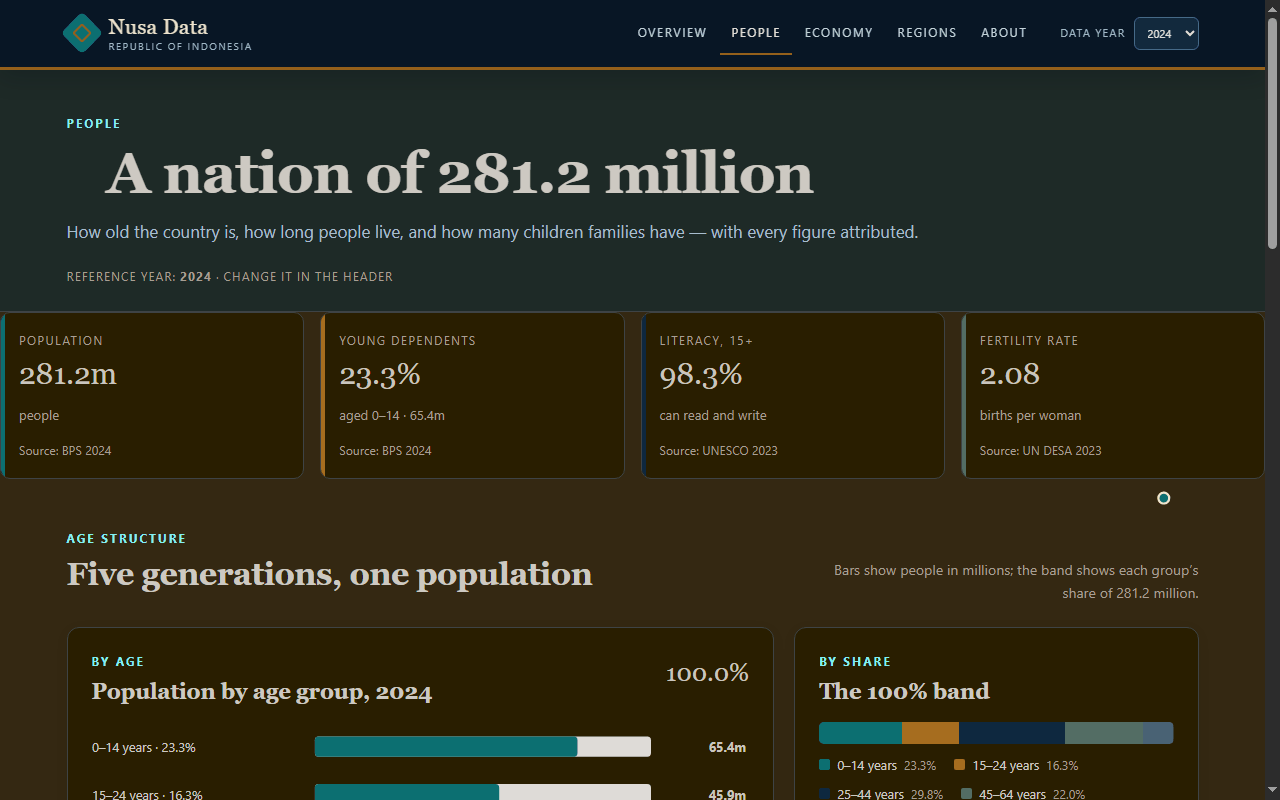 Nusa Data
REPUBLIC OF INDONESIA
OVERVIEW
PEOPLE
ECONOMY
REGIONS
ABOUT
DATA YEAR
2024
PEOPLE
A nation of 281.2 million
How old the country is, how long people live, and how many children families have — with every figure attributed.
REFERENCE YEAR: 2024 · CHANGE IT IN THE HEADER
POPULATION
281.2m
people
Source: BPS 2024
YOUNG DEPENDENTS
23.3%
aged 0–14 · 65.4m
Source: BPS 2024
LITERACY, 15+
98.3%
can read and write
Source: UNESCO 2023
FERTILITY RATE
2.08
births per woman
Source: UN DESA 2023
AGE STRUCTURE
Five generations, one population
Bars show people in millions; the band shows each group’s
share of 281.2 million.
BY AGE
Population by age group, 2024
100.0%
0–14 years · 23.3%
65.4m
15–24 years · 16.3%
45.9m
BY SHARE
The 100% band
0–14 years 23.3%
15–24 years 16.3%
25–44 years 29.8%
45–64 years 22.0%